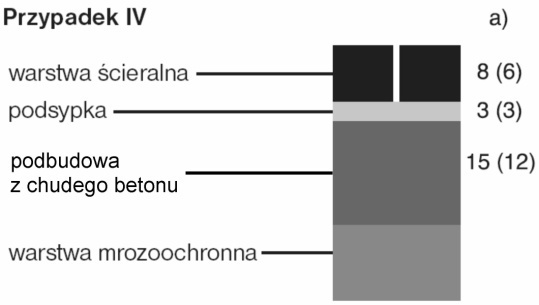 Przypadek IV a)
warstwa ścieralna 8 (6)
podsypka 3 (3)
podbudowa
z chudego betonu 15 (12)
warstwa mrozoochronna